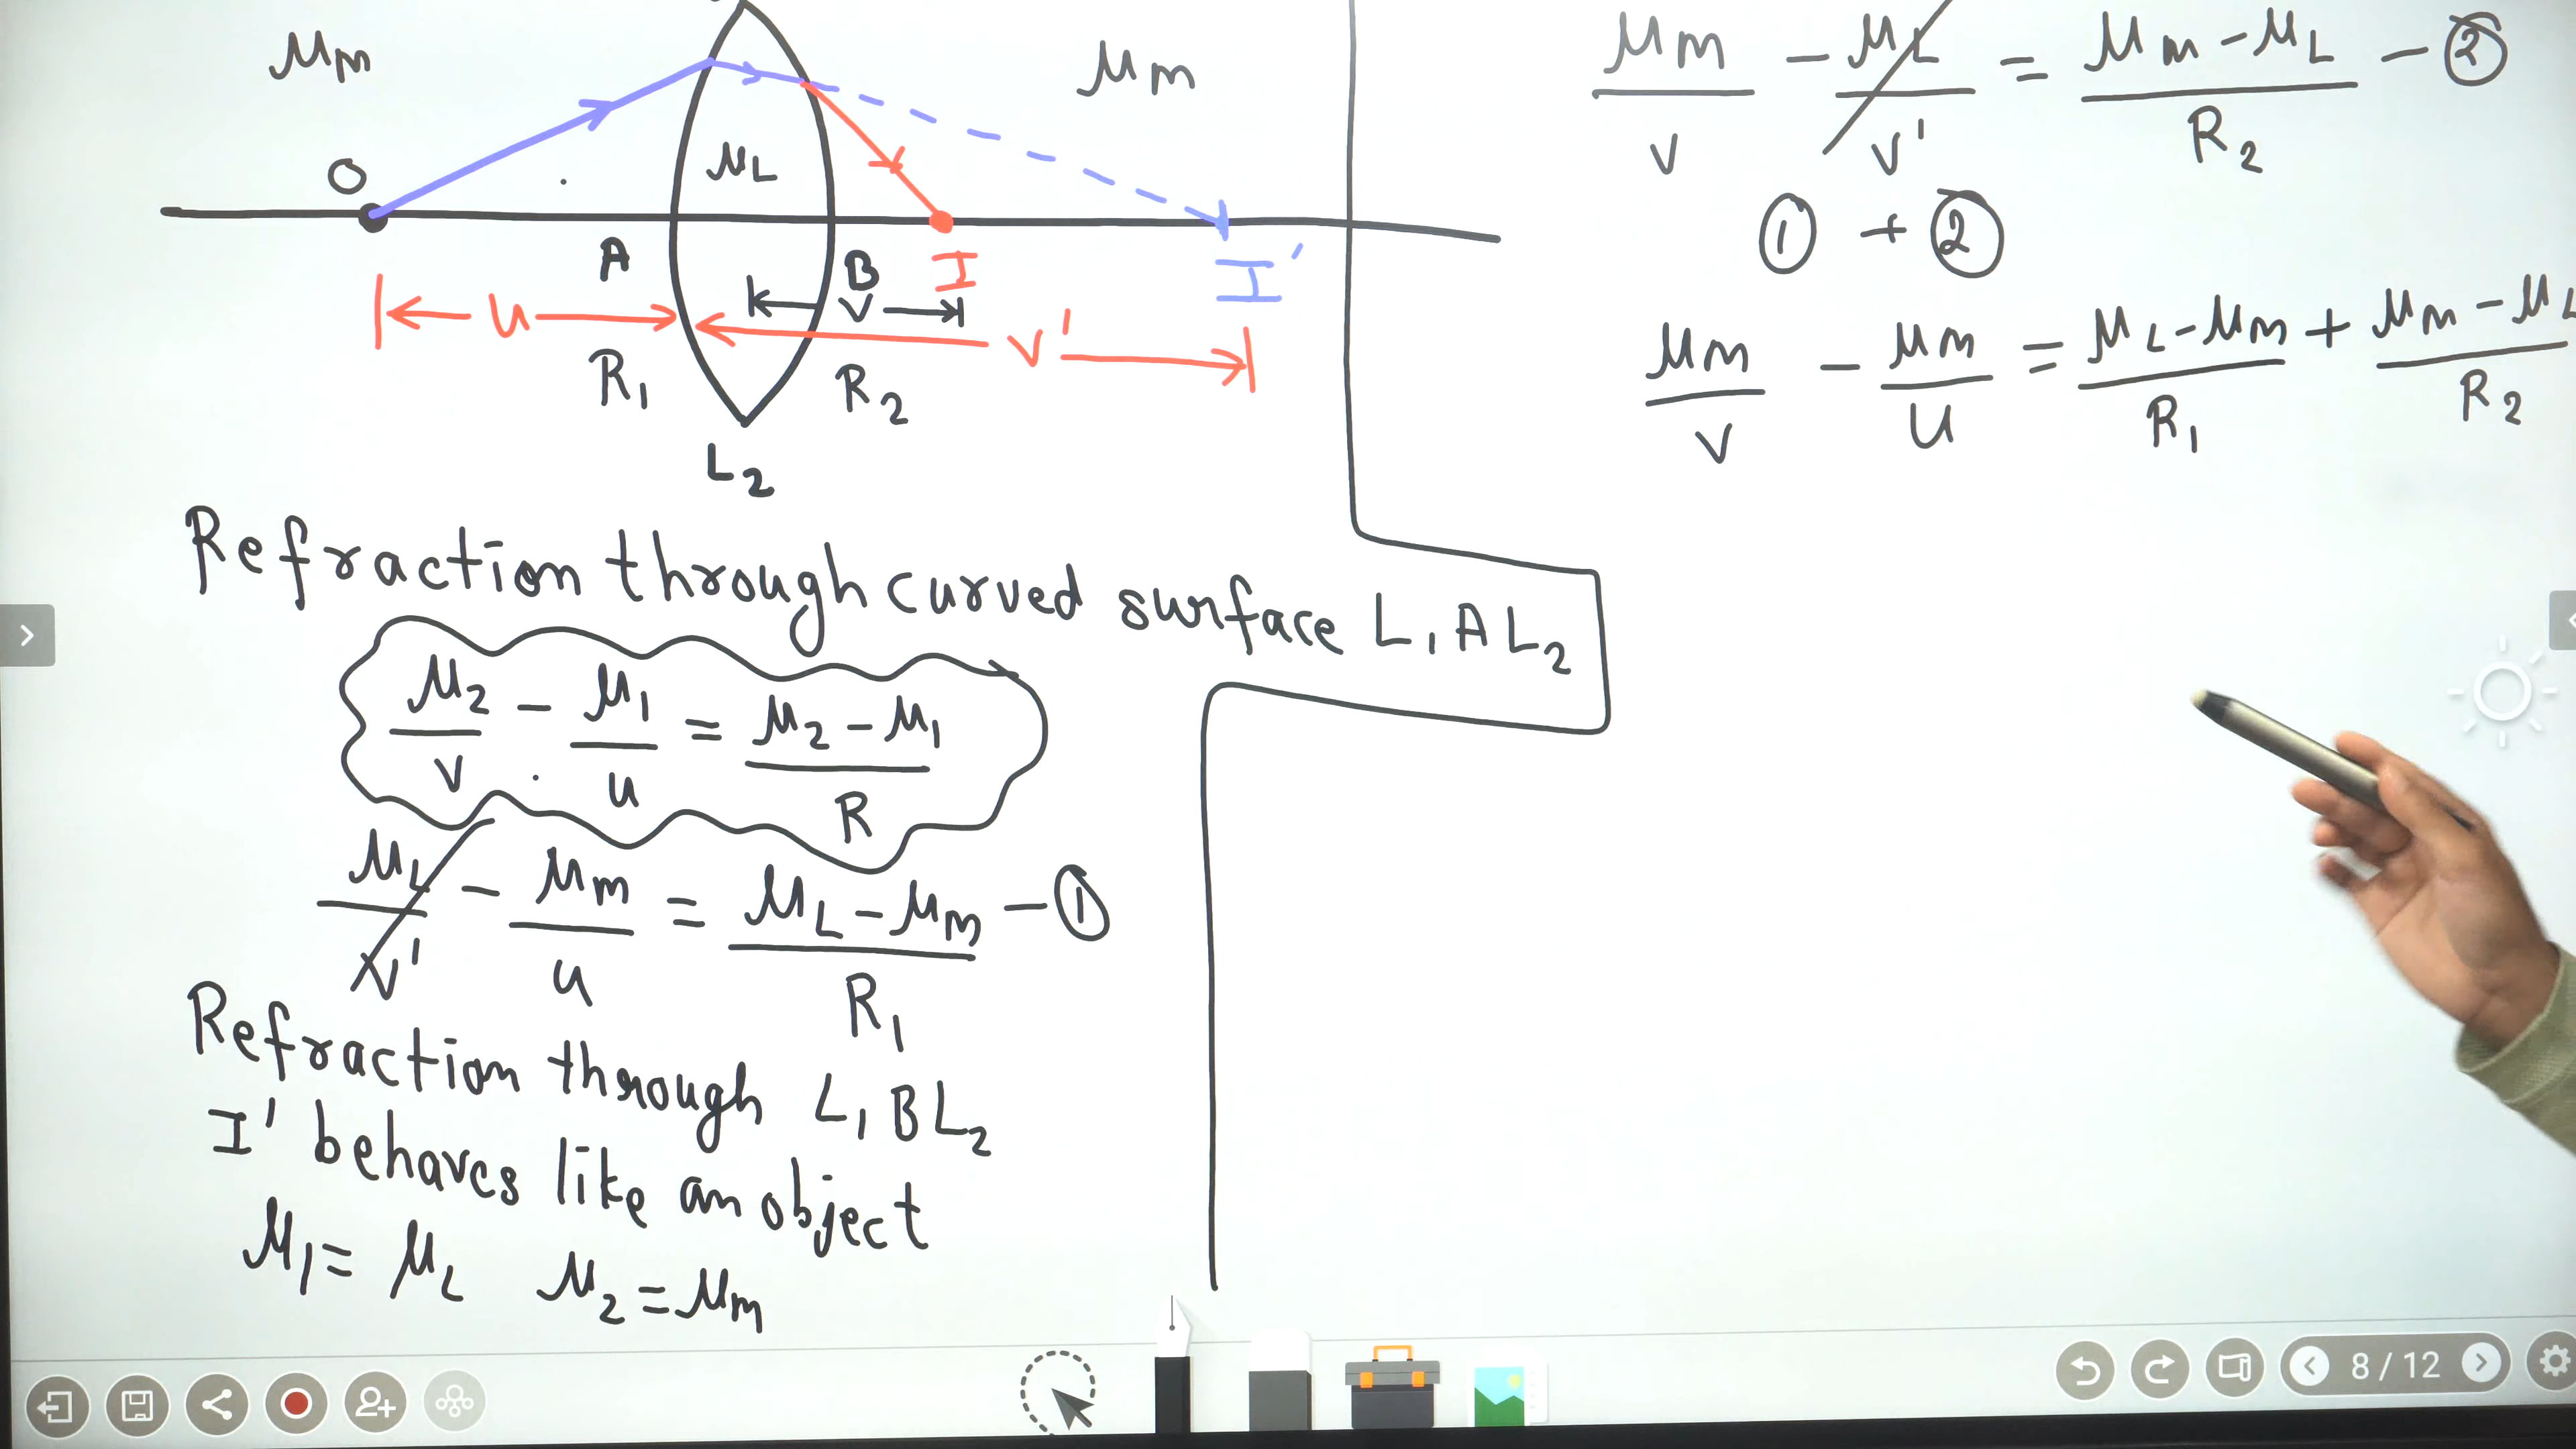 μm μm
O μL
A B I I'
u v v'
R₁ R₂
L₂
Refraction through curved surface L₁AL₂
μ₂/v - μ₁/u = (μ₂ - μ₁)/R
μL/v' - μm/u = (μL - μm)/R₁ - ①
Refraction through L₁BL₂
I' behaves like an object
μ₁ = μL μ₂ = μm
μm/v - μL/v' = (μm - μL)/R₂ - ②
① + ②
μm/v - μm/u = (μL - μm)/R₁ + (μm - μL)/R₂
8 / 12